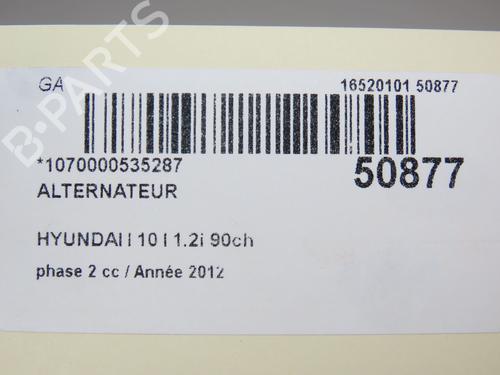 GA 16520101 50877
*1070000535287 50877
ALTERNATEUR
HYUNDAI I 10 I 1.2i 90ch
phase 2 cc / Année 2012
B-PARTS